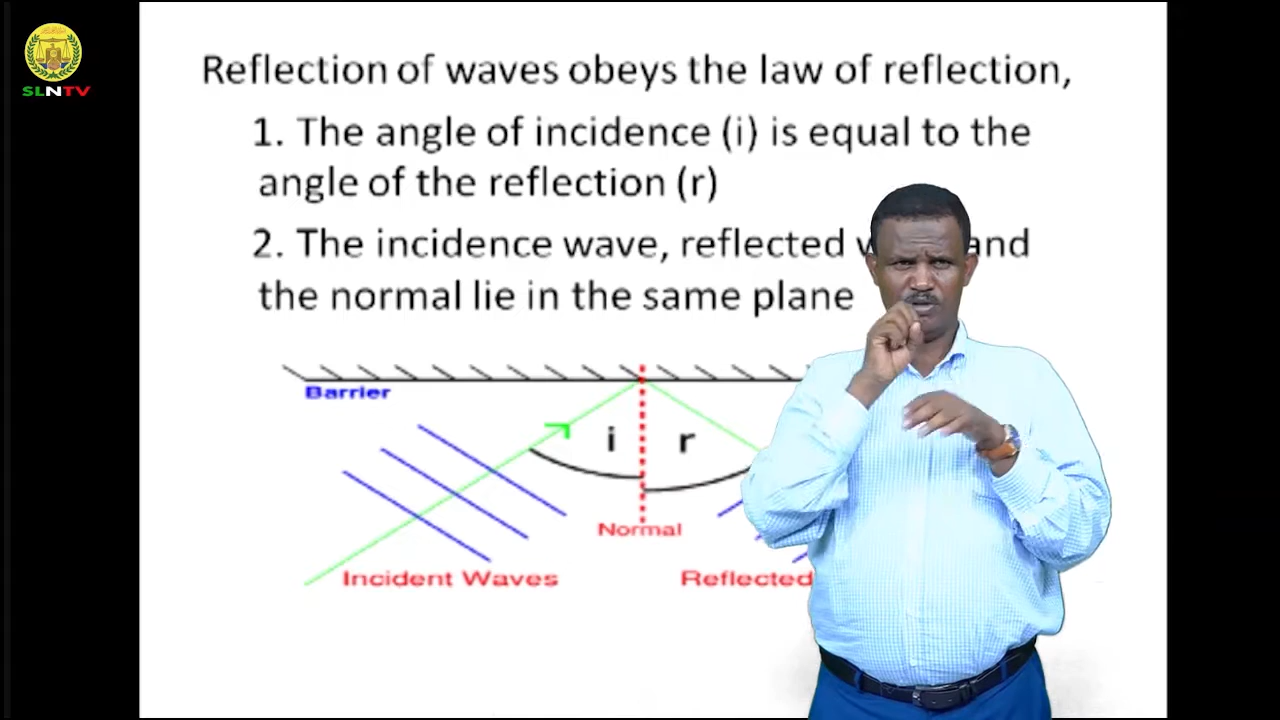 SLNTV
Reflection of waves obeys the law of reflection,
1. The angle of incidence (i) is equal to the
angle of the reflection (r)
2. The incidence wave, reflected and
the normal lie in the same plane
Barrier
i r
Normal
Incident Waves Reflected